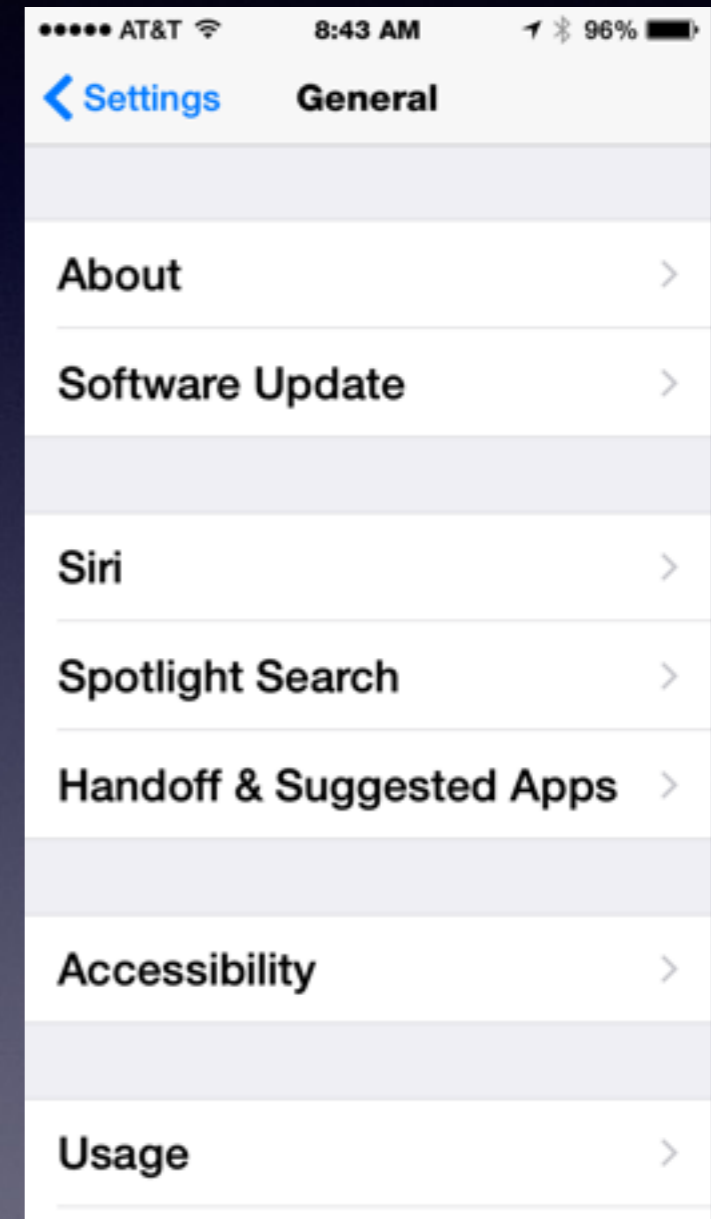 AT&T 8:43 AM 96%
Settings General
About
Software Update
Siri
Spotlight Search
Handoff & Suggested Apps
Accessibility
Usage